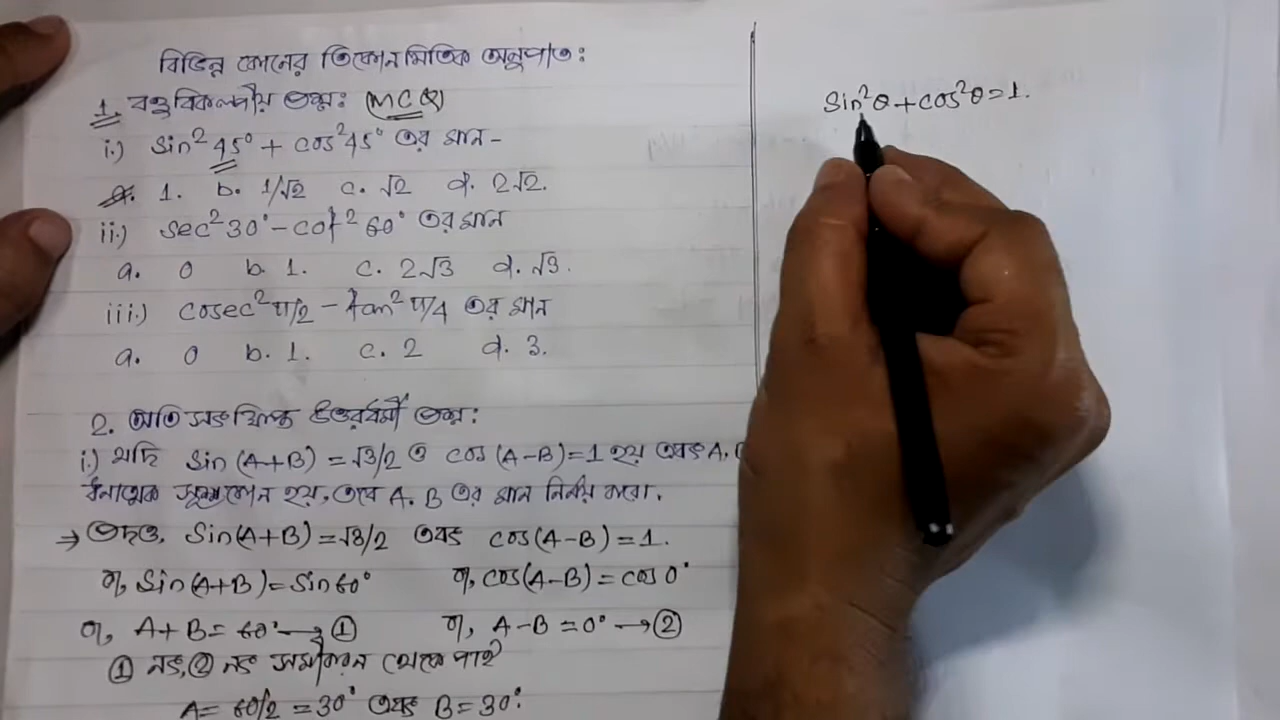 বিভিন্ন কোনের ত্রিকোনমিতিক অনুপাতঃ
1. বহুবিকল্পীয় প্রশ্নঃ (MCQ)
i.) sin²45° + cos²45° এর মান-
a. 1. b. 1/√2 c. √2 d. 2√2.
ii.) sec²30° - cot²60° এর মান
a. 0 b. 1. c. 2√3 d. √3.
iii.) cosec²π/2 - tan²π/4 এর মান
a. 0 b. 1. c. 2 d. 3.
2. অতি সংক্ষিপ্ত উত্তরধর্মী প্রশ্নঃ
i.) যদি sin(A+B) = √3/2 ও cos(A-B)=1 হয় এবং A,
ধনাত্মক সূক্ষ্মকোন হয়, তবে A. B এর মান নির্নয় করো.
→ প্রদত্ত, sin(A+B) = √3/2 এবং cos(A-B) = 1.
বা, sin(A+B) = sin60° বা, cos(A-B) = cos0°
বা, A+B = 60° → ① বা, A-B = 0° → ②
① নং, ② নং সমীকরন থেকে পাই
A = 60/2 = 30° এবং B = 30°.
sin²θ + cos²θ = 1.